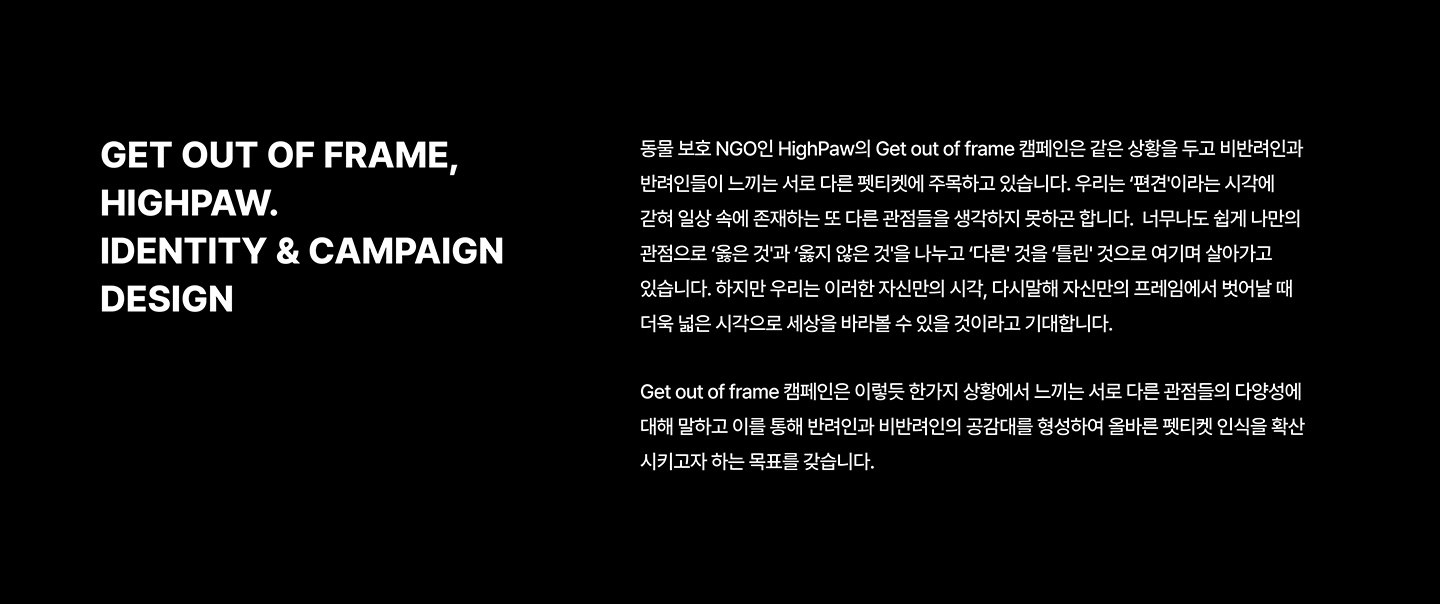 GET OUT OF FRAME,
HIGHPAW.
IDENTITY & CAMPAIGN
DESIGN
동물 보호 NGO인 HighPaw의 Get out of frame 캠페인은 같은 상황을 두고 비반려인과
반려인들이 느끼는 서로 다른 펫티켓에 주목하고 있습니다. 우리는 ‘편견'이라는 시각에
갇혀 일상 속에 존재하는 또 다른 관점들을 생각하지 못하곤 합니다.  너무나도 쉽게 나만의
관점으로 ‘옳은 것'과 ‘옳지 않은 것'을 나누고 ‘다른' 것을 ‘틀린' 것으로 여기며 살아가고
있습니다. 하지만 우리는 이러한 자신만의 시각, 다시말해 자신만의 프레임에서 벗어날 때
더욱 넓은 시각으로 세상을 바라볼 수 있을 것이라고 기대합니다.
Get out of frame 캠페인은 이렇듯 한가지 상황에서 느끼는 서로 다른 관점들의 다양성에
대해 말하고 이를 통해 반려인과 비반려인의 공감대를 형성하여 올바른 펫티켓 인식을 확산
시키고자 하는 목표를 갖습니다.